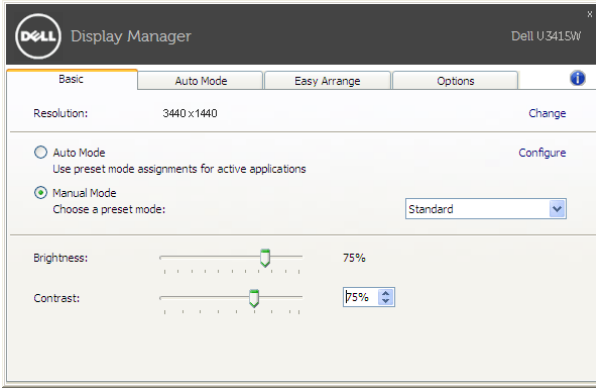 x
DELL Display Manager Dell U3415W
Basic Auto Mode Easy Arrange Options i
Resolution: 3440 x 1440 Change
Auto Mode Configure
Use preset mode assignments for active applications
Manual Mode
Choose a preset mode: Standard
Brightness: 75%
Contrast: 75%